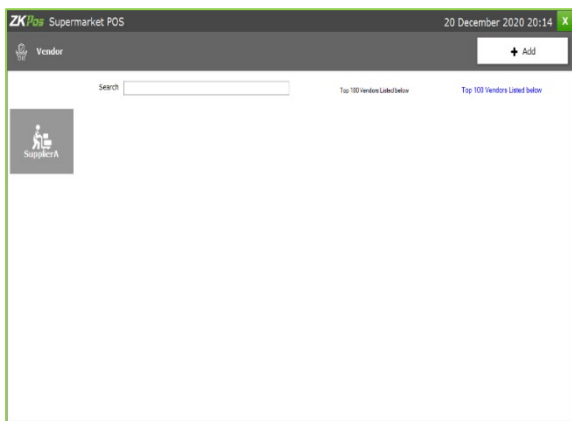 ZKPos Supermarket POS 20 December 2020 20:14 X
Vendor + Add
Search Top 100 Vendors Listed below Top 100 Vendors Listed below
SupplierA